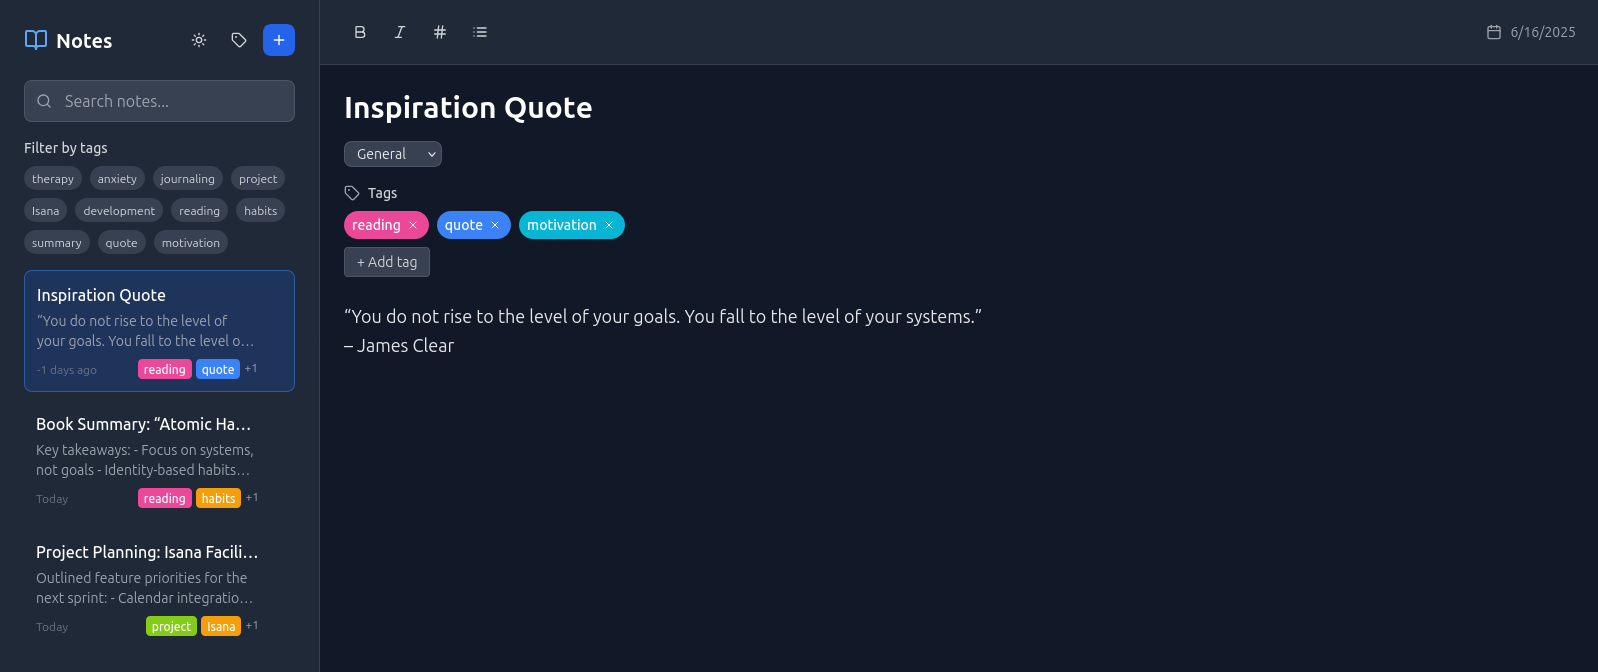 Notes
Search notes...
Filter by tags
therapy anxiety journaling project
Isana development reading habits
summary quote motivation
Inspiration Quote
“You do not rise to the level of
your goals. You fall to the level o…
-1 days ago reading quote +1
Book Summary: “Atomic Ha…
Key takeaways: - Focus on systems,
not goals - Identity-based habits…
Today reading habits +1
Project Planning: Isana Facili…
Outlined feature priorities for the
next sprint: - Calendar integratio…
Today project Isana +1
B I # 6/16/2025
Inspiration Quote
General
Tags
reading × quote × motivation ×
+ Add tag
“You do not rise to the level of your goals. You fall to the level of your systems.”
– James Clear